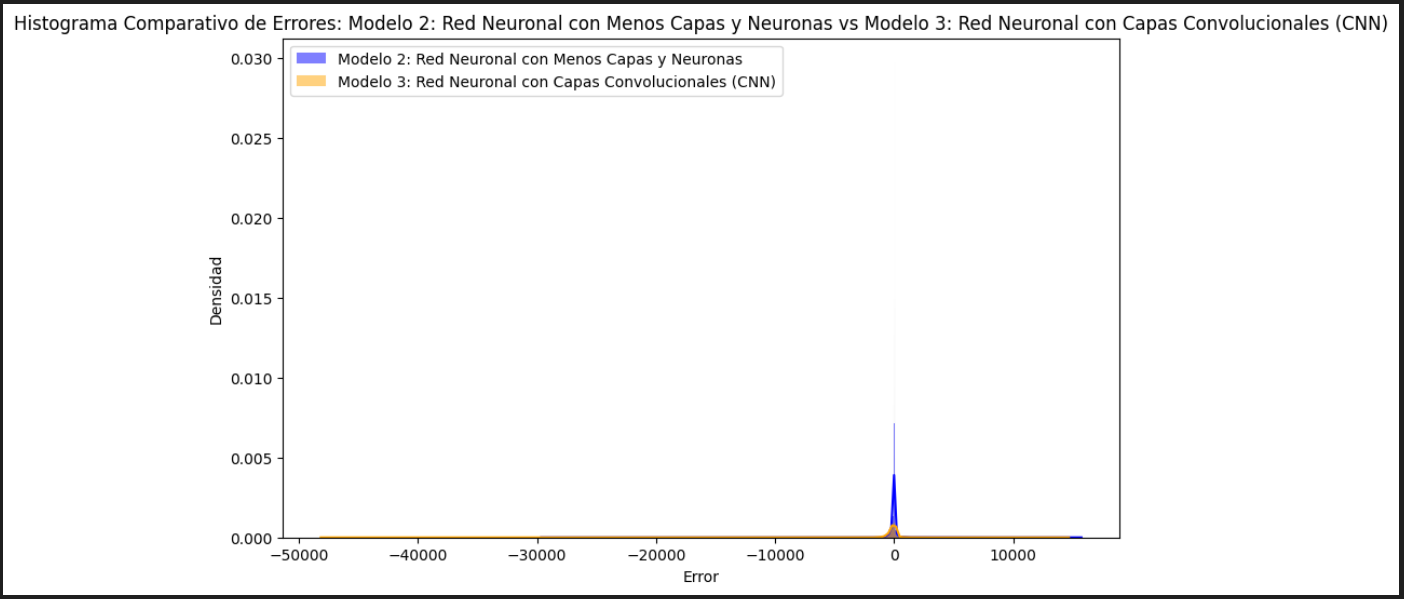 Histograma Comparativo de Errores: Modelo 2: Red Neuronal con Menos Capas y Neuronas vs Modelo 3: Red Neuronal con Capas Convolucionales (CNN)
Modelo 2: Red Neuronal con Menos Capas y Neuronas
Modelo 3: Red Neuronal con Capas Convolucionales (CNN)
Densidad
0.030
0.025
0.020
0.015
0.010
0.005
0.000
−50000 −40000 −30000 −20000 −10000 0 10000
Error